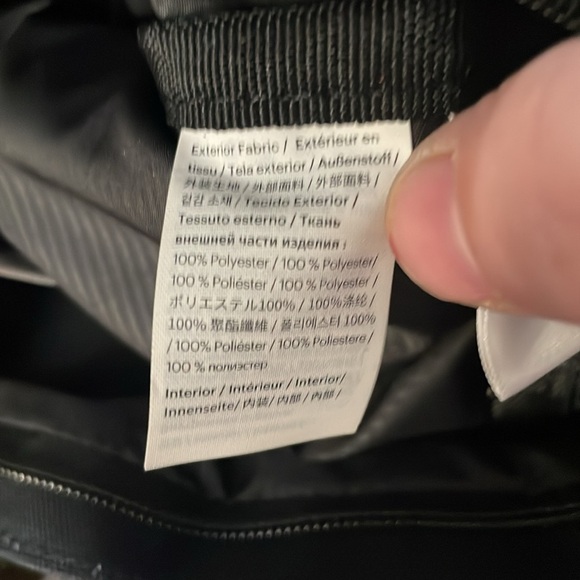 Exterior Fabric / Extérieur en
tissu / Tela exterior / Außenstoff /
外装生地 / 外部面料 / 外部面料 /
겉감 소재 / Tecido Exterior /
Tessuto esterno / Ткань
внешней части изделия :
100% Polyester / 100 % Polyester/
100 % Poliéster / 100% Polyester /
ポリエステル100% / 100%涤纶 /
100% 聚酯纖維 / 폴리에스터 100%
/ 100% Poliéster / 100% Poliestere /
100 % полиэстер
Interior / Intérieur / Interior/
Innenseite/ 内装/ 内部 / 內部 /